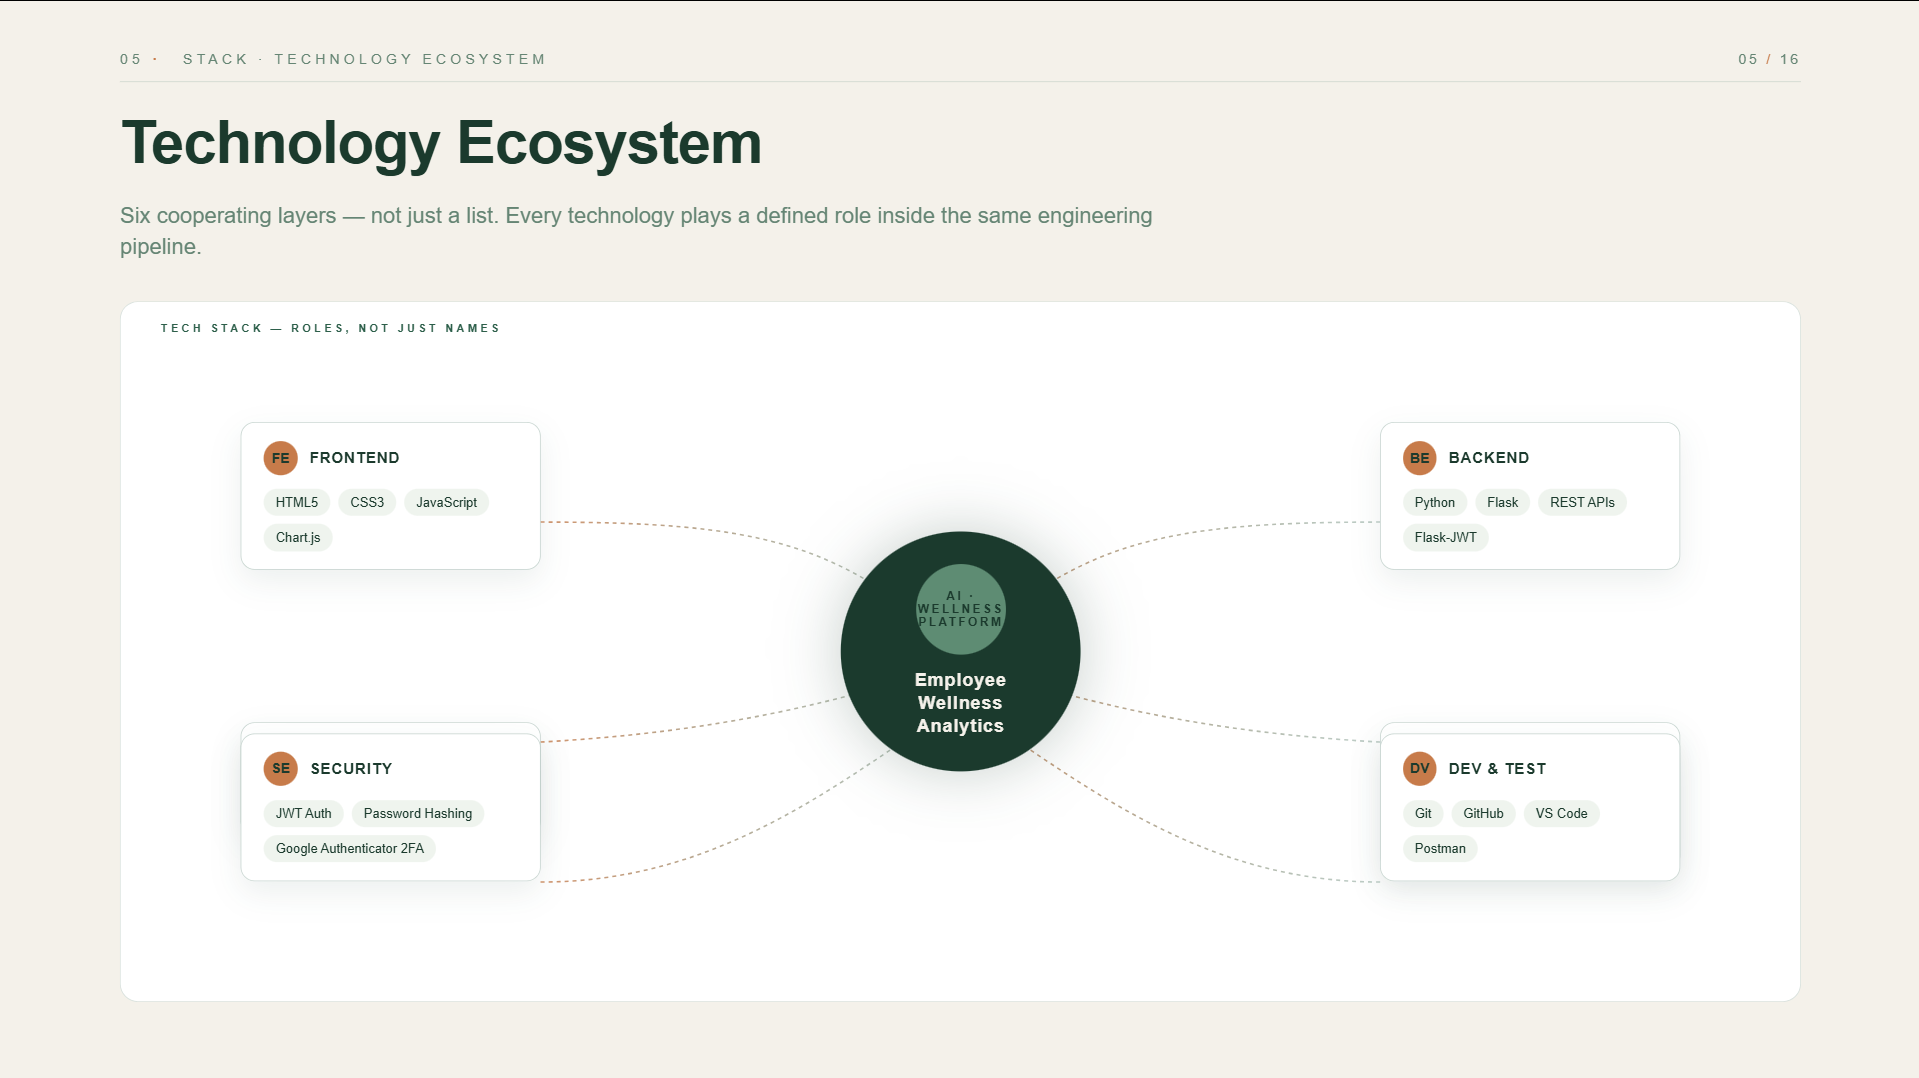 05 · STACK · TECHNOLOGY ECOSYSTEM
05 / 16
Technology Ecosystem
Six cooperating layers — not just a list. Every technology plays a defined role inside the same engineering
pipeline.
TECH STACK — ROLES, NOT JUST NAMES
FE FRONTEND
HTML5 CSS3 JavaScript
Chart.js
BE BACKEND
Python Flask REST APIs
Flask-JWT
AI ·
WELLNESS
PLATFORM
Employee
Wellness
Analytics
SE SECURITY
JWT Auth Password Hashing
Google Authenticator 2FA
DV DEV & TEST
Git GitHub VS Code
Postman